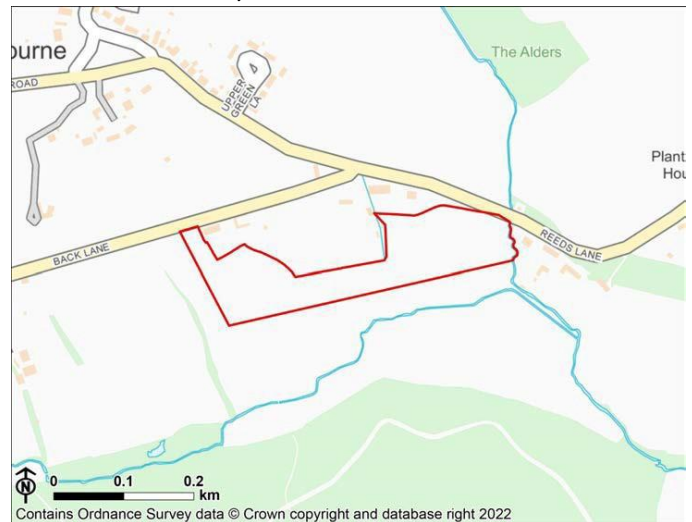 ourne
ROAD
UPPER
GREEN
LA
The Alders
Plant
Hou
BACK LANE
REEDS LANE
N
0 0.1 0.2
km
Contains Ordnance Survey data © Crown copyright and database right 2022